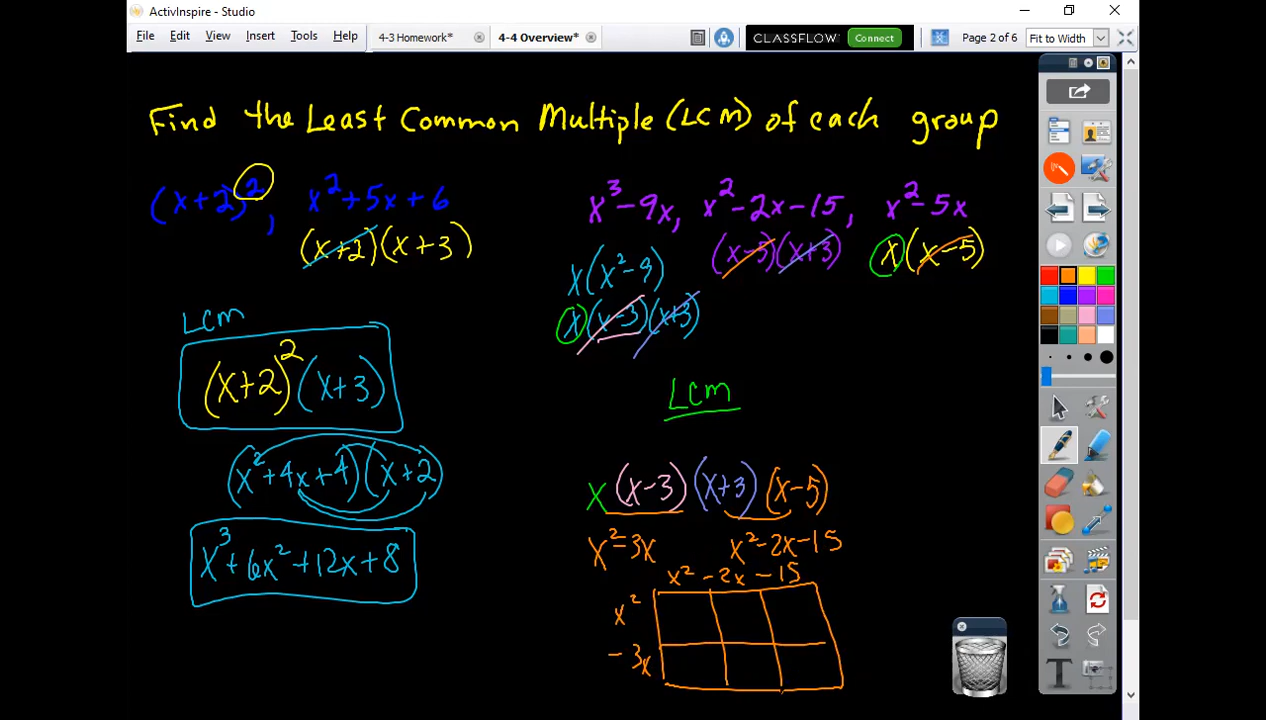 ActivInspire - Studio
File Edit View Insert Tools Help 4-3 Homework* 4-4 Overview* CLASSFLOW Connect Page 2 of 6 Fit to Width
Find the Least Common Multiple (LCM) of each group
(x+2)², x²+5x+6
(x+2)(x+3)
LCM
(x+2)²(x+3)
(x²+4x+4)(x+2)
x³+6x²+12x+8
x³-9x, x²-2x-15, x²-5x
x(x²-9) (x-5)(x+3) x(x-5)
x(x-3)(x+3)
LCM
x(x-3)(x+3)(x-5)
x²-3x x²-2x-15
x² -2x -15
x²
-3x